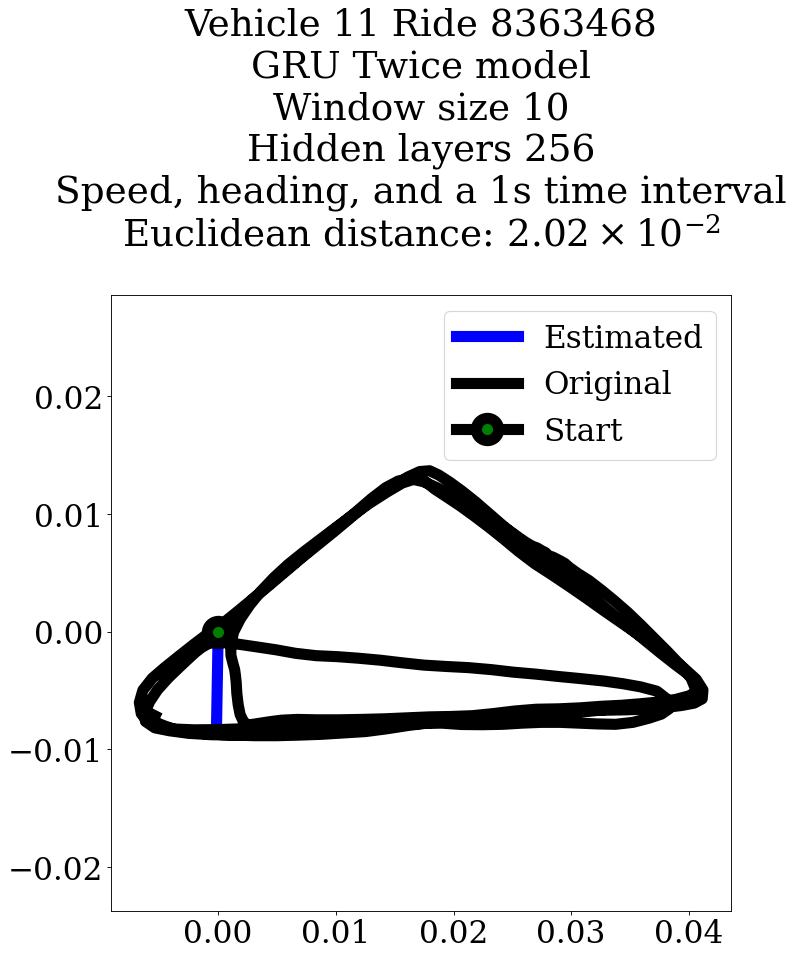 Vehicle 11 Ride 8363468
GRU Twice model
Window size 10
Hidden layers 256
Speed, heading, and a 1s time interval
Euclidean distance: 2.02 × 10⁻²
Estimated
Original
Start
0.02
0.01
0.00
−0.01
−0.02
0.00 0.01 0.02 0.03 0.04